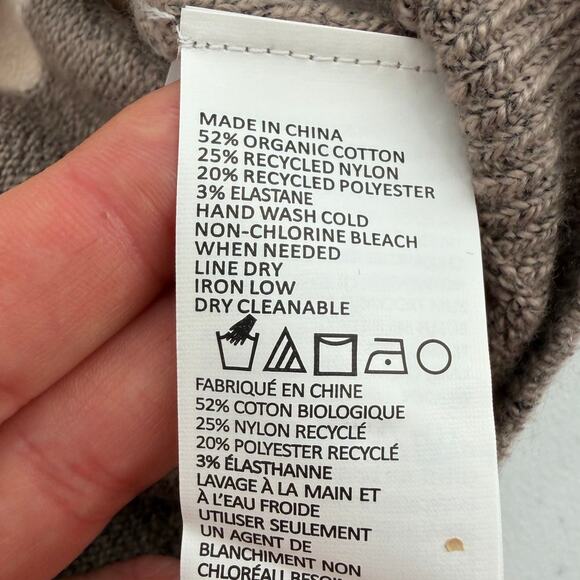 MADE IN CHINA
52% ORGANIC COTTON
25% RECYCLED NYLON
20% RECYCLED POLYESTER
3% ELASTANE
HAND WASH COLD
NON-CHLORINE BLEACH
WHEN NEEDED
LINE DRY
IRON LOW
DRY CLEANABLE
FABRIQUÉ EN CHINE
52% COTON BIOLOGIQUE
25% NYLON RECYCLÉ
20% POLYESTER RECYCLÉ
3% ÉLASTHANNE
LAVAGE À LA MAIN ET
À L'EAU FROIDE
UTILISER SEULEMENT
UN AGENT DE
BLANCHIMENT NON
CHLORÉAU BESOIN